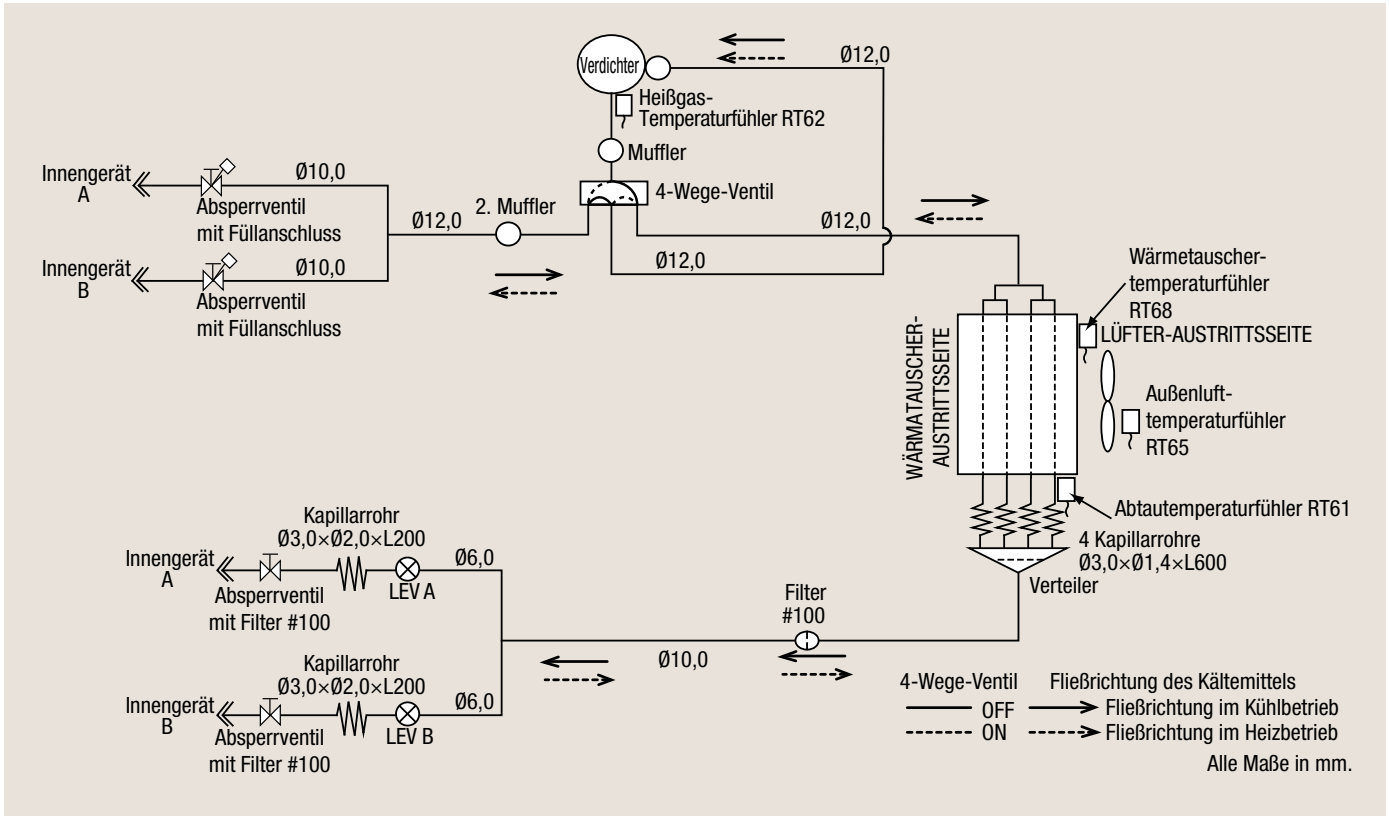 Verdichter
Ø12,0
Heißgas-
Temperaturfühler RT62
Muffler
4-Wege-Ventil
Innengerät
A
Ø10,0
Absperrventil
mit Füllanschluss
Ø12,0
2. Muffler
Ø12,0
Ø12,0
Innengerät
B
Ø10,0
Absperrventil
mit Füllanschluss
Wärmetauscher-
temperaturfühler
RT68
LÜFTER-AUSTRITTSSEITE
WÄRMATAUSCHER-
AUSTRITTSSEITE
Außenluft-
temperaturfühler
RT65
Abtautemperaturfühler RT61
4 Kapillarrohre
Ø3,0×Ø1,4×L600
Verteiler
Kapillarrohr
Ø3,0×Ø2,0×L200
Innengerät
A
Ø6,0
LEV A
Absperrventil
mit Filter #100
Filter
#100
Ø10,0
Kapillarrohr
Ø3,0×Ø2,0×L200
Innengerät
B
Ø6,0
LEV B
Absperrventil
mit Filter #100
4-Wege-Ventil Fließrichtung des Kältemittels
OFF Fließrichtung im Kühlbetrieb
ON Fließrichtung im Heizbetrieb
Alle Maße in mm.